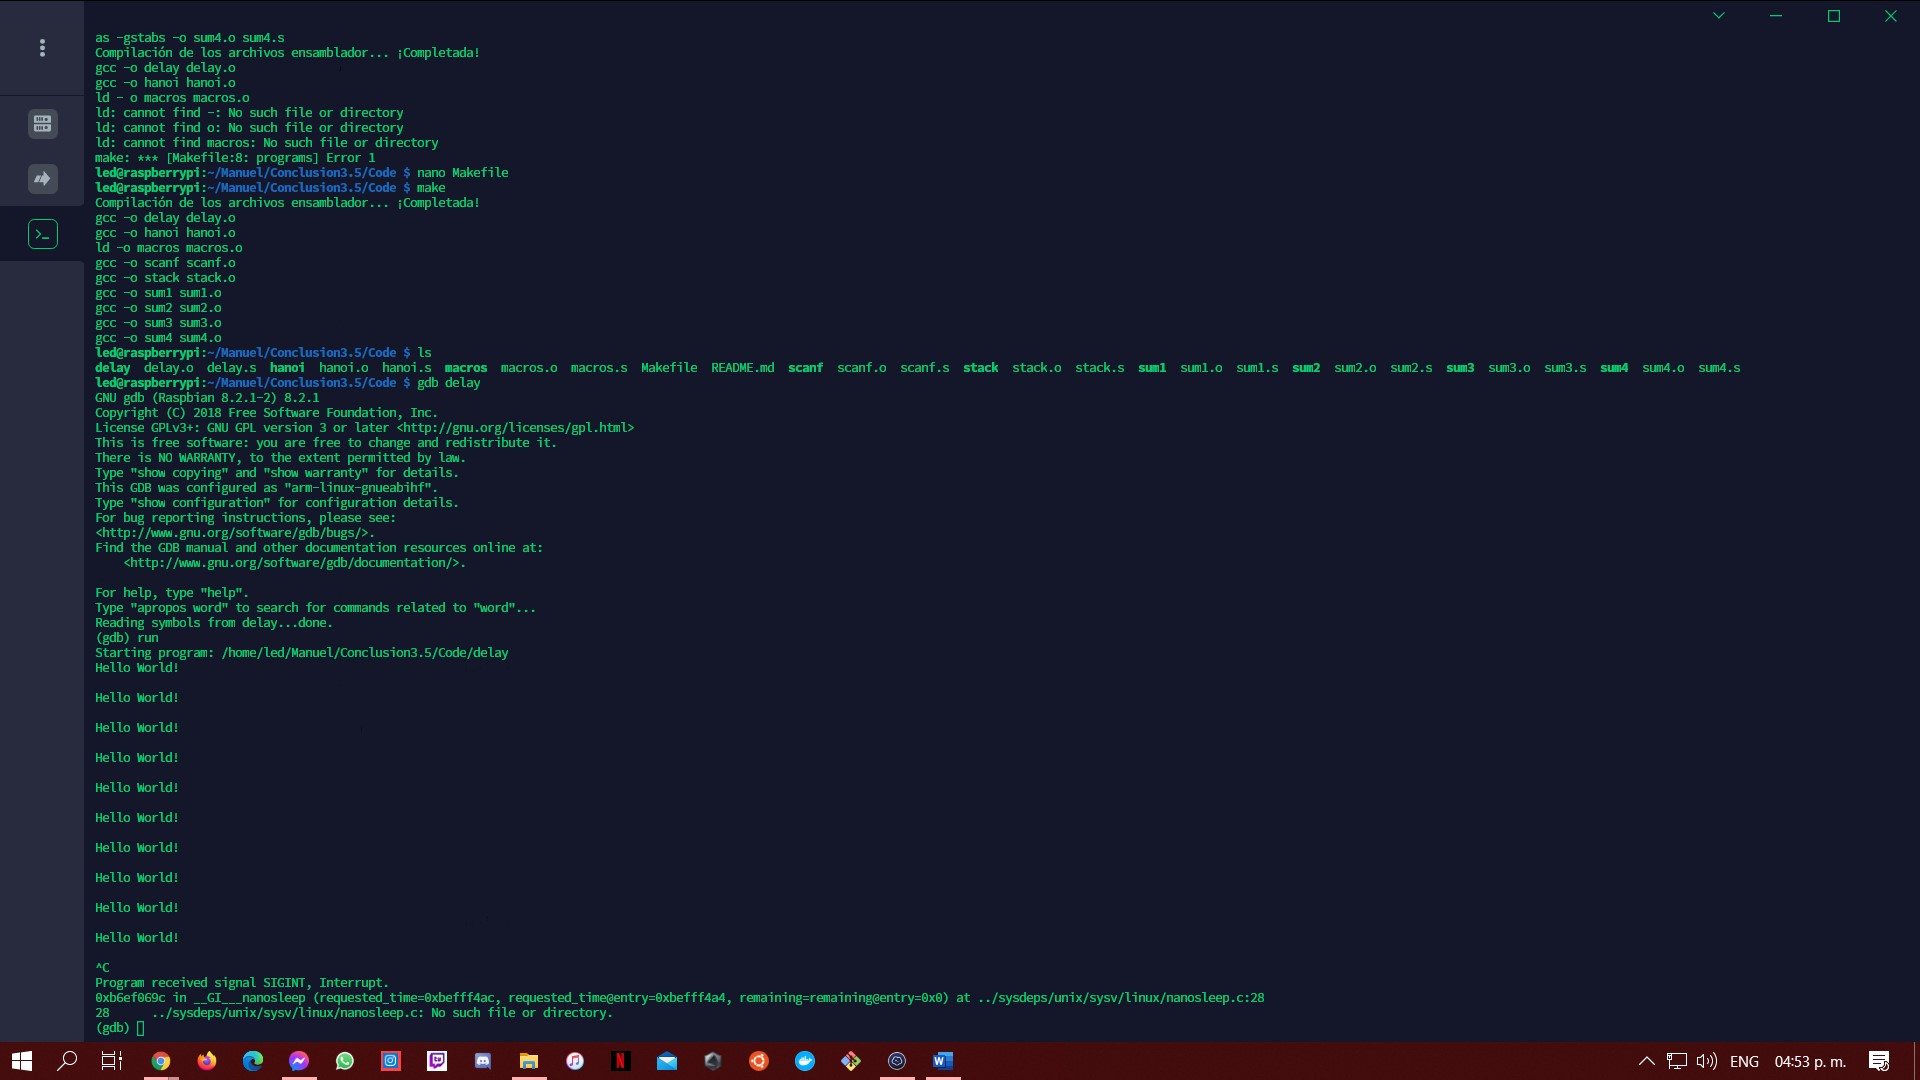 as -gstabs -o sum4.o sum4.s
Compilación de los archivos ensamblador... ¡Completada!
gcc -o delay delay.o
gcc -o hanoi hanoi.o
ld - o macros macros.o
ld: cannot find -: No such file or directory
ld: cannot find o: No such file or directory
ld: cannot find macros: No such file or directory
make: *** [Makefile:8: programs] Error 1
led@raspberrypi:~/Manuel/Conclusion3.5/Code $ nano Makefile
led@raspberrypi:~/Manuel/Conclusion3.5/Code $ make
Compilación de los archivos ensamblador... ¡Completada!
gcc -o delay delay.o
gcc -o hanoi hanoi.o
ld -o macros macros.o
gcc -o scanf scanf.o
gcc -o stack stack.o
gcc -o sum1 sum1.o
gcc -o sum2 sum2.o
gcc -o sum3 sum3.o
gcc -o sum4 sum4.o
led@raspberrypi:~/Manuel/Conclusion3.5/Code $ ls
delay delay.o delay.s hanoi hanoi.o hanoi.s macros macros.o macros.s Makefile README.md scanf scanf.o scanf.s stack stack.o stack.s sum1 sum1.o sum1.s sum2 sum2.o sum2.s sum3 sum3.o sum3.s sum4 sum4.o sum4.s
led@raspberrypi:~/Manuel/Conclusion3.5/Code $ gdb delay
GNU gdb (Raspbian 8.2.1-2) 8.2.1
Copyright (C) 2018 Free Software Foundation, Inc.
License GPLv3+: GNU GPL version 3 or later <http://gnu.org/licenses/gpl.html>
This is free software: you are free to change and redistribute it.
There is NO WARRANTY, to the extent permitted by law.
Type "show copying" and "show warranty" for details.
This GDB was configured as "arm-linux-gnueabihf".
Type "show configuration" for configuration details.
For bug reporting instructions, please see:
<http://www.gnu.org/software/gdb/bugs/>.
Find the GDB manual and other documentation resources online at:
<http://www.gnu.org/software/gdb/documentation/>.
For help, type "help".
Type "apropos word" to search for commands related to "word"...
Reading symbols from delay...done.
(gdb) run
Starting program: /home/led/Manuel/Conclusion3.5/Code/delay
Hello World!
Hello World!
Hello World!
Hello World!
Hello World!
Hello World!
Hello World!
Hello World!
Hello World!
Hello World!
^C
Program received signal SIGINT, Interrupt.
0xb6ef069c in __GI___nanosleep (requested_time=0xbefff4ac, requested_time@entry=0xbefff4a4, remaining=remaining@entry=0x0) at ../sysdeps/unix/sysv/linux/nanosleep.c:28
28 ../sysdeps/unix/sysv/linux/nanosleep.c: No such file or directory.
(gdb)
ENG 04:53 p. m.